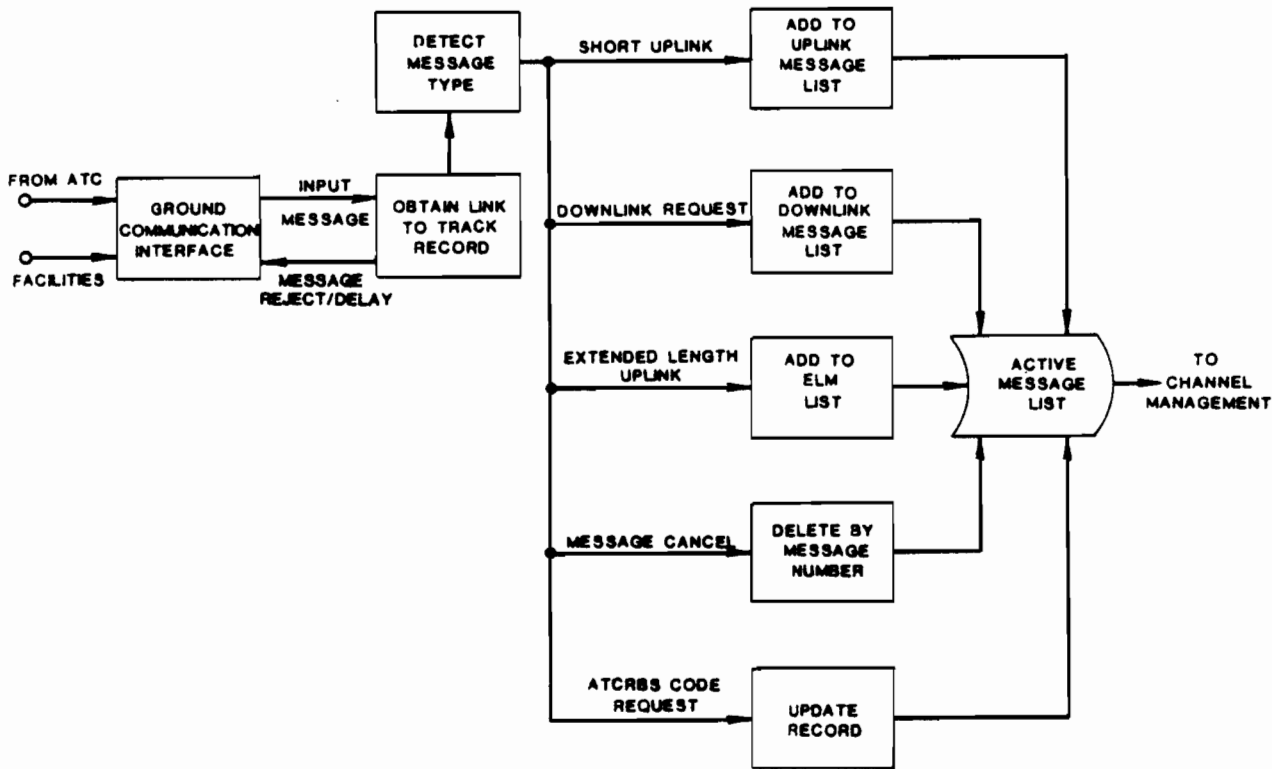 DETECT
MESSAGE
TYPE
SHORT UPLINK
ADD TO
UPLINK
MESSAGE
LIST
FROM ATC
FACILITIES
GROUND
COMMUNICATION
INTERFACE
INPUT
MESSAGE
MESSAGE
REJECT/DELAY
OBTAIN LINK
TO TRACK
RECORD
DOWNLINK REQUEST
ADD TO
DOWNLINK
MESSAGE
LIST
EXTENDED LENGTH
UPLINK
ADD TO
ELM
LIST
ACTIVE
MESSAGE
LIST
TO
CHANNEL
MANAGEMENT
MESSAGE CANCEL
DELETE BY
MESSAGE
NUMBER
ATCRBS CODE
REQUEST
UPDATE
RECORD